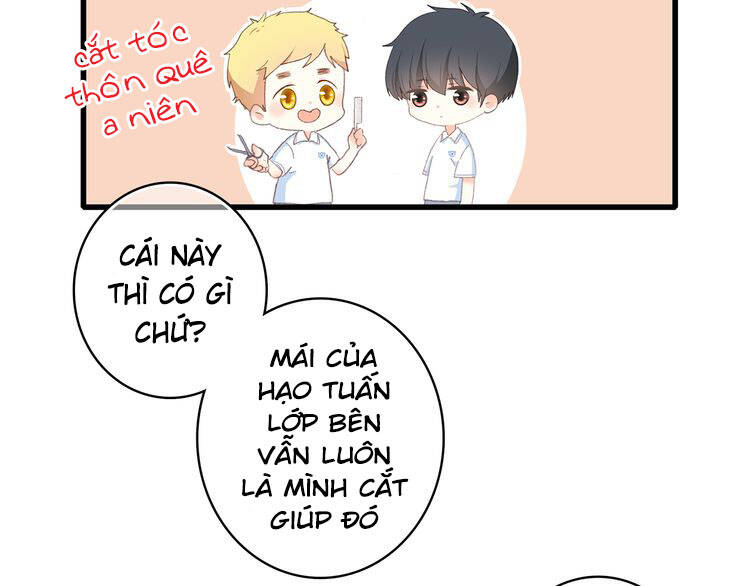 cắt tóc
thôn quê
a niên
CÁI NÀY
THÌ CÓ GÌ
CHỨ?
MÁI CỦA
HẠO TUẤN
LỚP BÊN
VẪN LUÔN
LÀ MÌNH CẮT
GIÚP ĐÓ